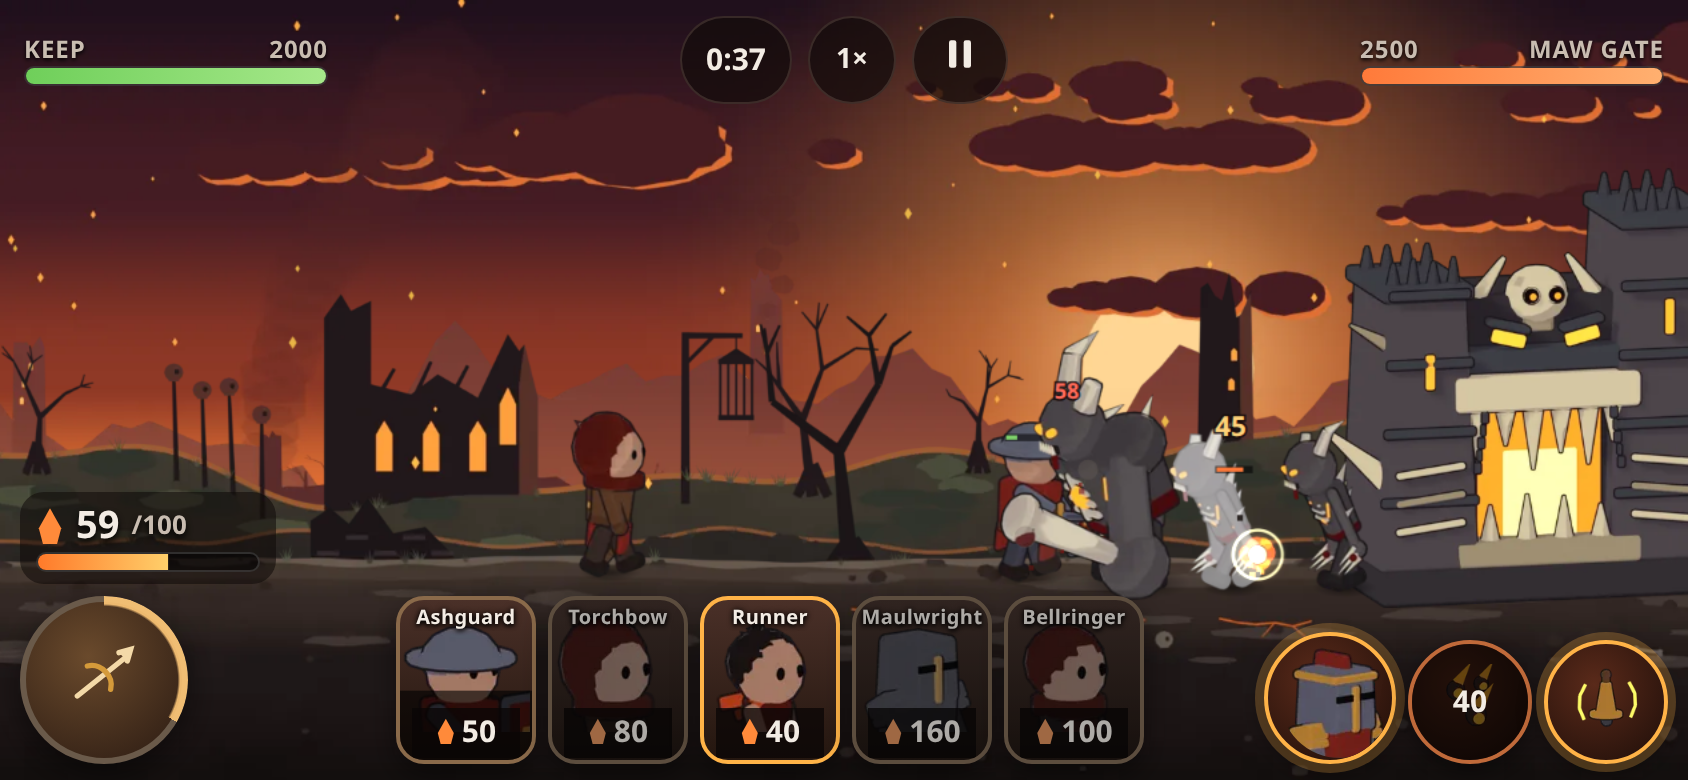 KEEP 2000
0:37
1×
2500 MAW GATE
58
45
59 /100
Ashguard
50
Torchbow
80
Runner
40
Maulwright
160
Bellringer
100
40